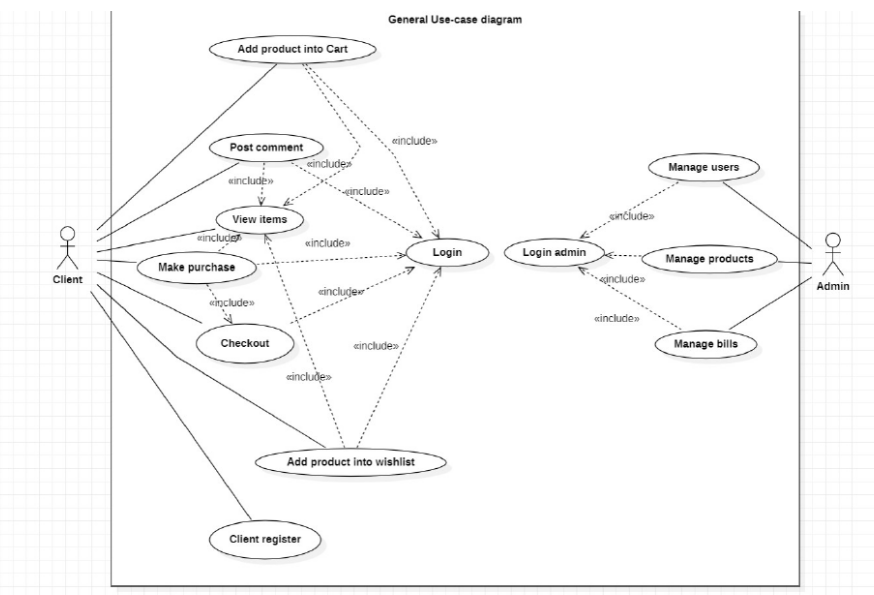 General Use-case diagram
Add product into Cart
«include»
Post comment
«include»
Manage users
«include»
«include»
«include»
View items
«include»
«include»
Login
Login admin
Manage products
Make purchase
Client
Admin
«include»
«include»
«include»
«include»
Checkout
Manage bills
«include»
«include»
Add product into wishlist
Client register